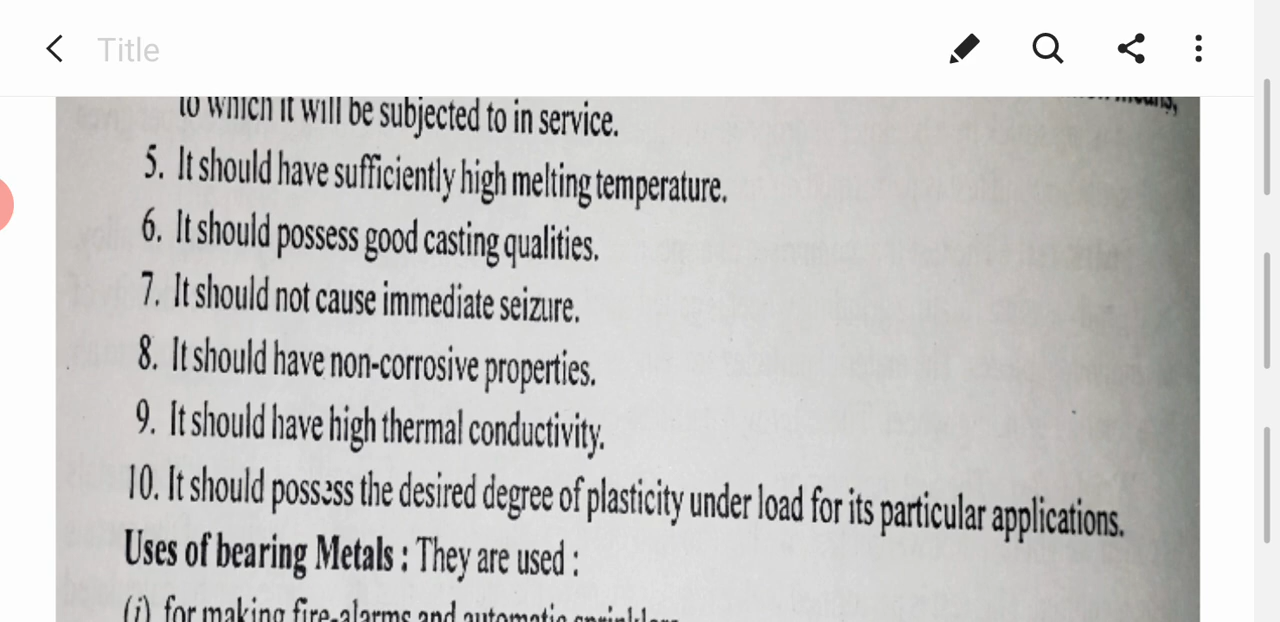 Title
to which it will be subjected to in service.
5. It should have sufficiently high melting temperature.
6. It should possess good casting qualities.
7. It should not cause immediate seizure.
8. It should have non-corrosive properties.
9. It should have high thermal conductivity.
10. It should possess the desired degree of plasticity under load for its particular applications.
Uses of bearing Metals : They are used :
(i) for making fire-alarms and automatic sprinklers